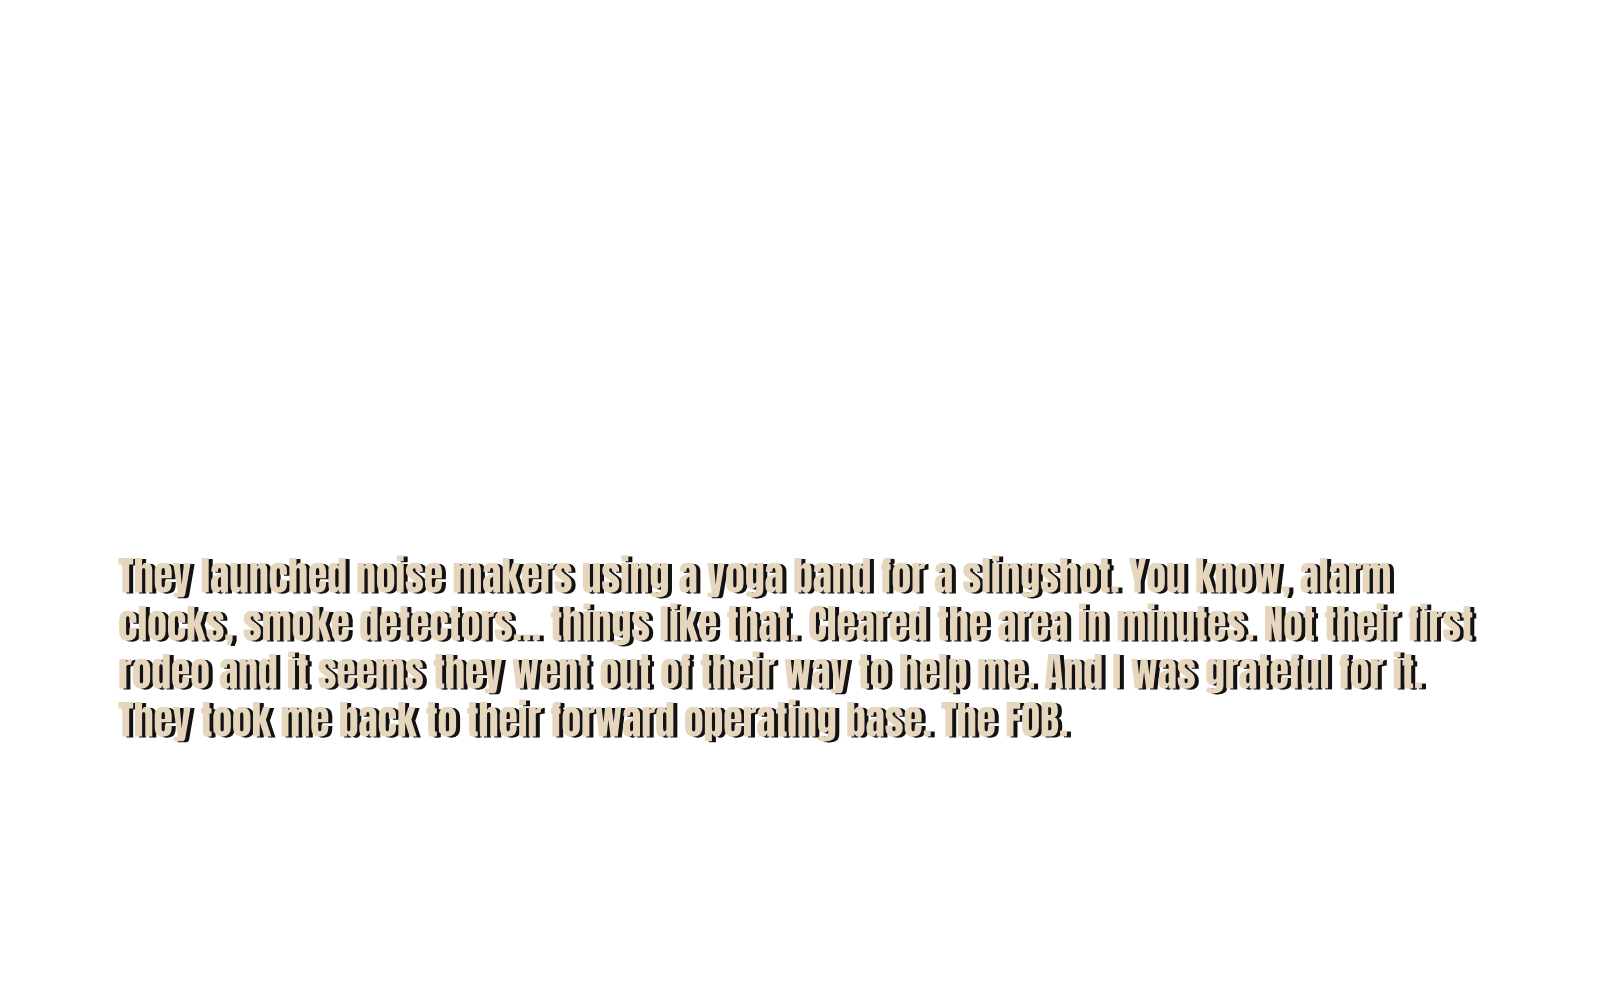 They launched noise makers using a yoga band for a slingshot. You know, alarm
clocks, smoke detectors... things like that. Cleared the area in minutes. Not their first
rodeo and it seems they went out of their way to help me. And I was grateful for it.
They took me back to their forward operating base. The FOB.